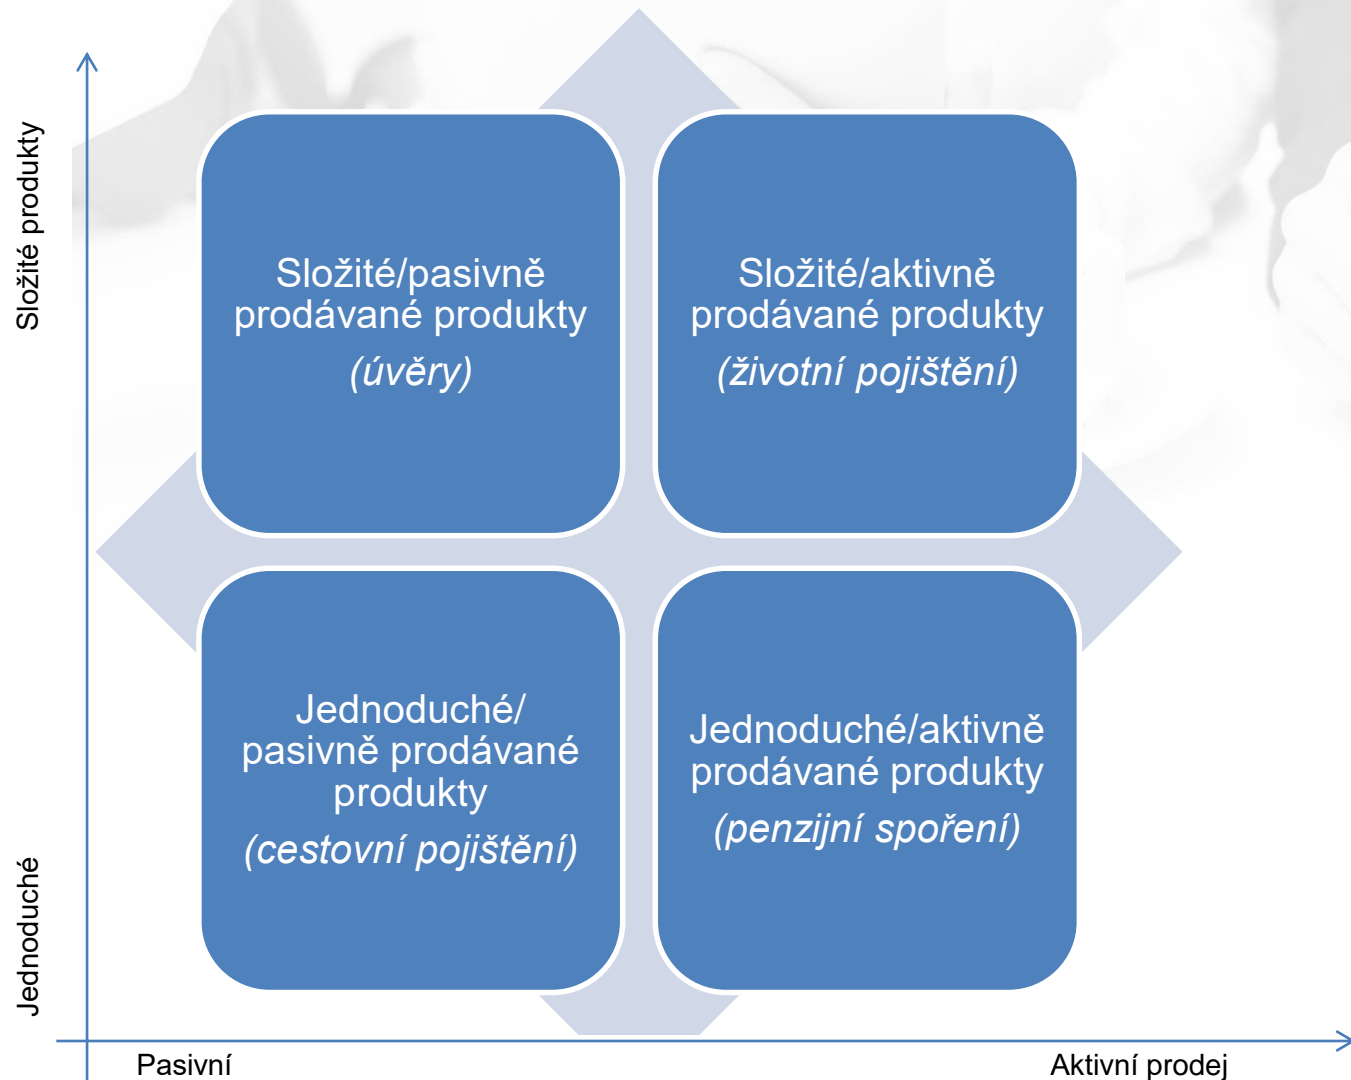 Složité produkty
Složité/pasivně
prodávané produkty
(úvěry)
Složité/aktivně
prodávané produkty
(životní pojištění)
Jednoduché/
pasivně prodávané
produkty
(cestovní pojištění)
Jednoduché/aktivně
prodávané produkty
(penzijní spoření)
Jednoduché
Pasivní
Aktivní prodej